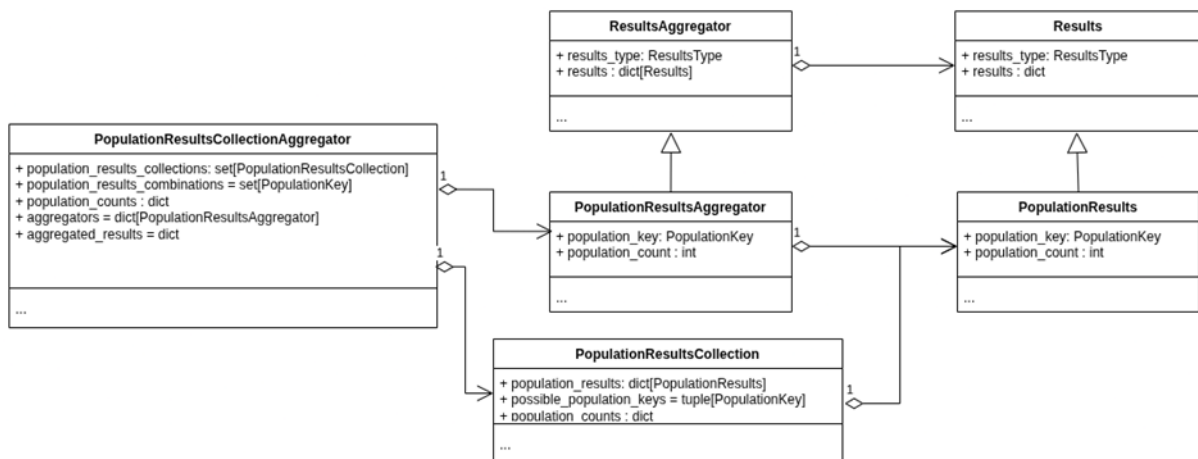 ResultsAggregator
+ results_type: ResultsType
+ results : dict[Results]
...
1
Results
+ results_type: ResultsType
+ results : dict
...
PopulationResultsCollectionAggregator
+ population_results_collections: set[PopulationResultsCollection]
+ population_results_combinations = set[PopulationKey]
+ population_counts : dict
+ aggregators = dict[PopulationResultsAggregator]
+ aggregated_results = dict
...
1
1
PopulationResultsAggregator
+ population_key: PopulationKey
+ population_count : int
...
1
PopulationResults
+ population_key: PopulationKey
+ population_count : int
...
PopulationResultsCollection
+ population_results: dict[PopulationResults]
+ possible_population_keys = tuple[PopulationKey]
+ population_counts : dict
...
1